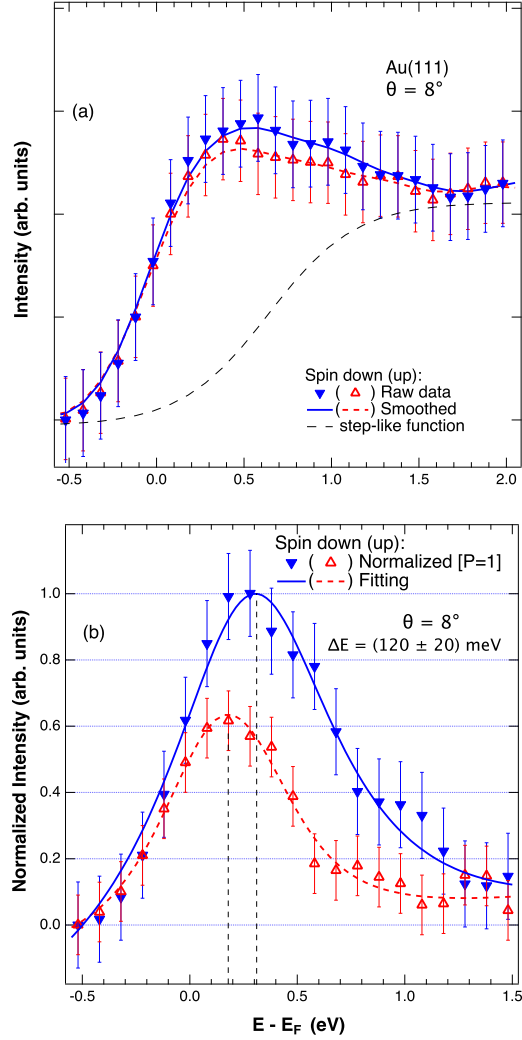 Au(111)
θ = 8°
(a)
Intensity (arb. units)
Spin down (up):
( ) Raw data
( ) Smoothed
step-like function
-0.5 0.0 0.5 1.0 1.5 2.0
Spin down (up):
( ) Normalized [P=1]
( ) Fitting
(b)
θ = 8°
ΔE = (120 ± 20) meV
Normalized Intensity (arb. units)
1.0
0.8
0.6
0.4
0.2
0.0
-0.5 0.0 0.5 1.0 1.5
E - EF (eV)